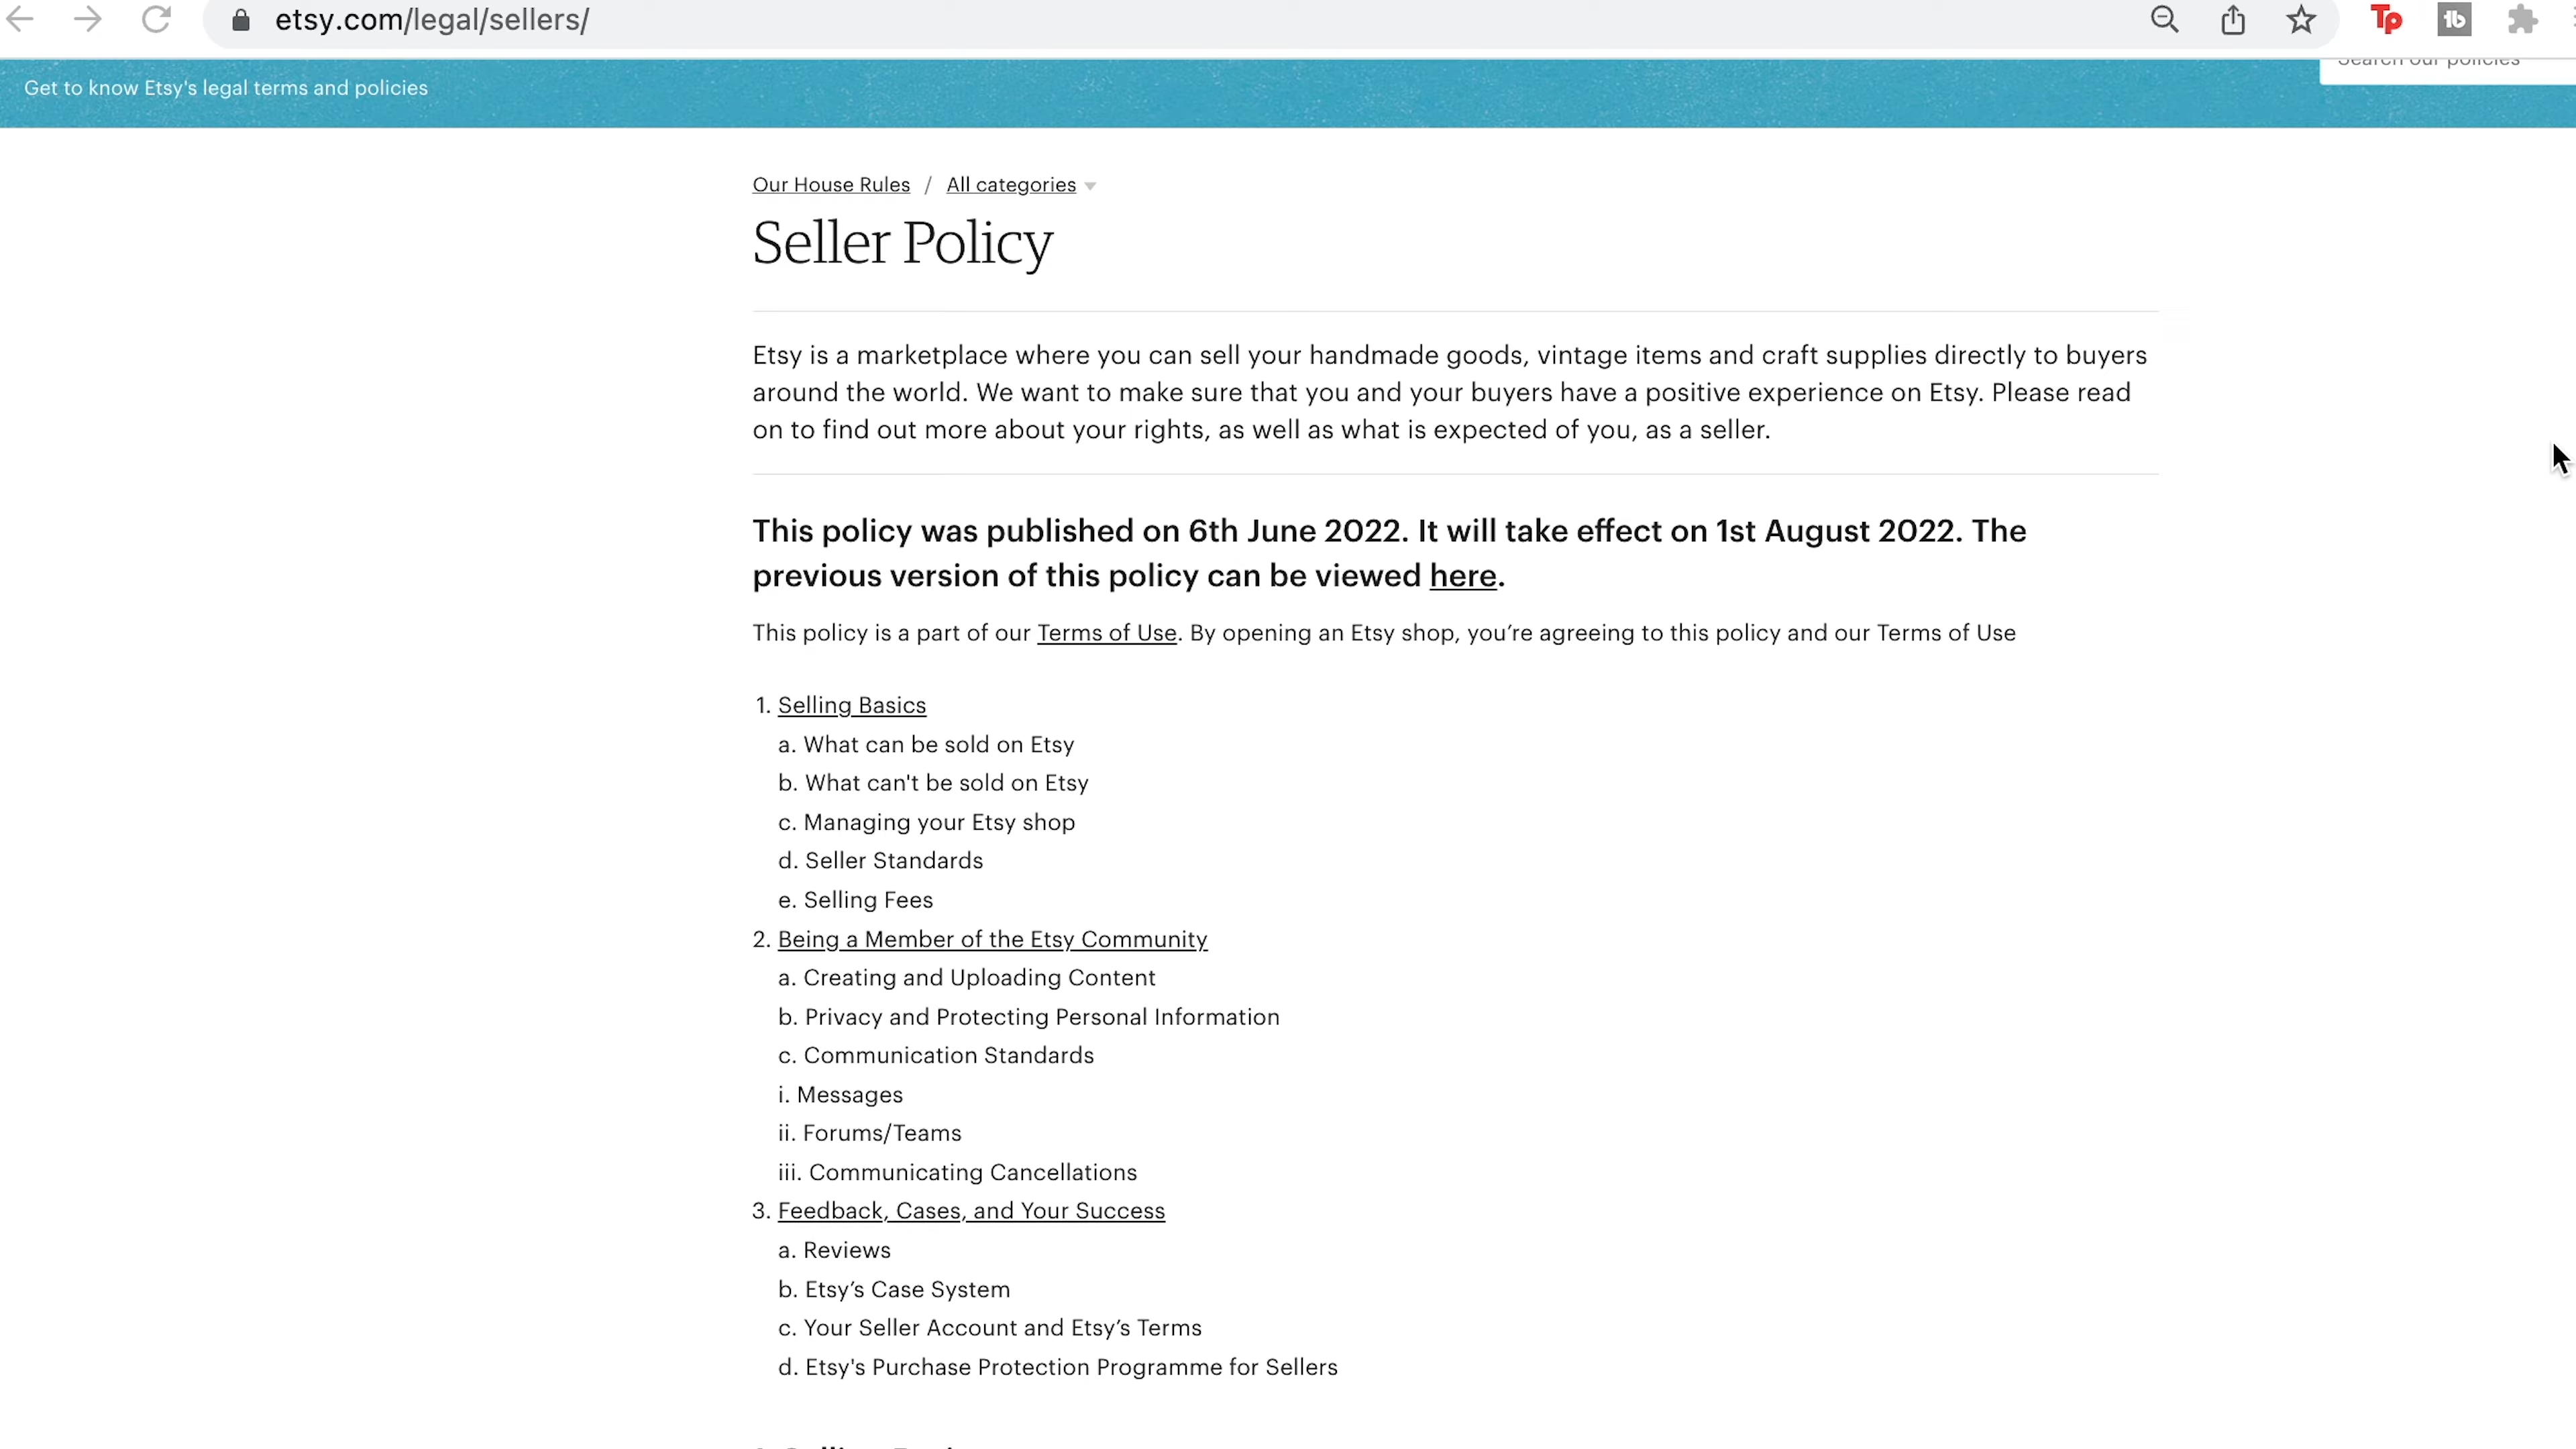 etsy.com/legal/sellers/
Tp
tb
Get to know Etsy's legal terms and policies
Search our policies
Our House Rules / All categories
Seller Policy
Etsy is a marketplace where you can sell your handmade goods, vintage items and craft supplies directly to buyers
around the world. We want to make sure that you and your buyers have a positive experience on Etsy. Please read
on to find out more about your rights, as well as what is expected of you, as a seller.
This policy was published on 6th June 2022. It will take effect on 1st August 2022. The
previous version of this policy can be viewed here.
This policy is a part of our Terms of Use. By opening an Etsy shop, you’re agreeing to this policy and our Terms of Use
1. Selling Basics
a. What can be sold on Etsy
b. What can't be sold on Etsy
c. Managing your Etsy shop
d. Seller Standards
e. Selling Fees
2. Being a Member of the Etsy Community
a. Creating and Uploading Content
b. Privacy and Protecting Personal Information
c. Communication Standards
i. Messages
ii. Forums/Teams
iii. Communicating Cancellations
3. Feedback, Cases, and Your Success
a. Reviews
b. Etsy’s Case System
c. Your Seller Account and Etsy’s Terms
d. Etsy's Purchase Protection Programme for Sellers